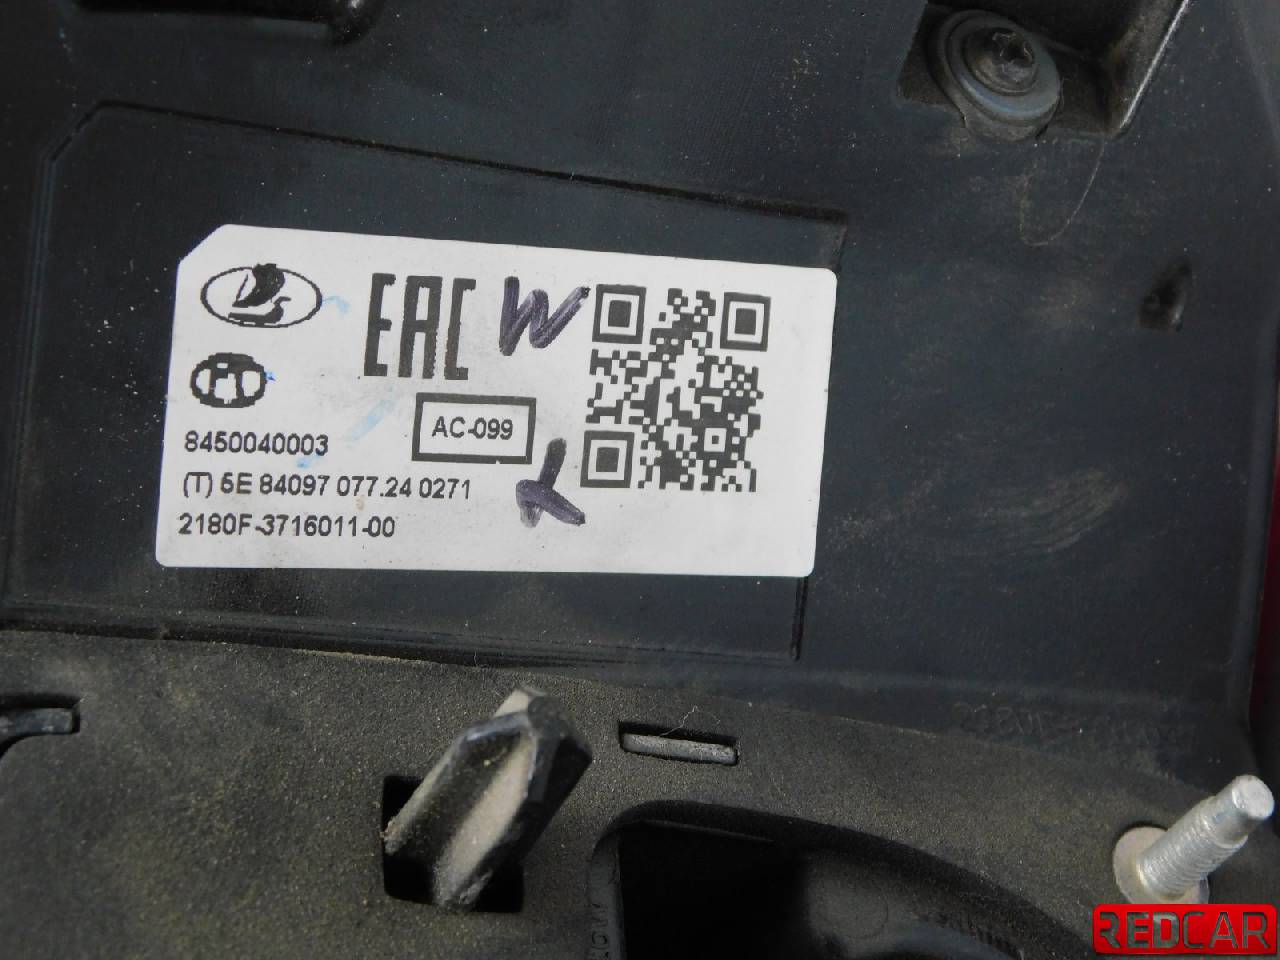 EAC W
8450040003
AC-099
(T) 5E 84097 077.24 0271
2180F-3716011-00
REDCAR